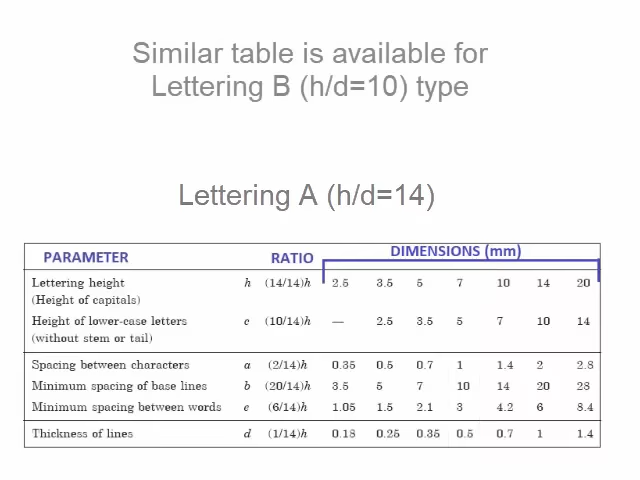 Similar table is available for
Lettering B (h/d=10) type
Lettering A (h/d=14)
PARAMETER RATIO DIMENSIONS (mm)
Lettering height h (14/14)h 2.5 3.5 5 7 10 14 20
(Height of capitals)
Height of lower-case letters c (10/14)h — 2.5 3.5 5 7 10 14
(without stem or tail)
Spacing between characters a (2/14)h 0.35 0.5 0.7 1 1.4 2 2.8
Minimum spacing of base lines b (20/14)h 3.5 5 7 10 14 20 28
Minimum spacing between words e (6/14)h 1.05 1.5 2.1 3 4.2 6 8.4
Thickness of lines d (1/14)h 0.18 0.25 0.35 0.5 0.7 1 1.4